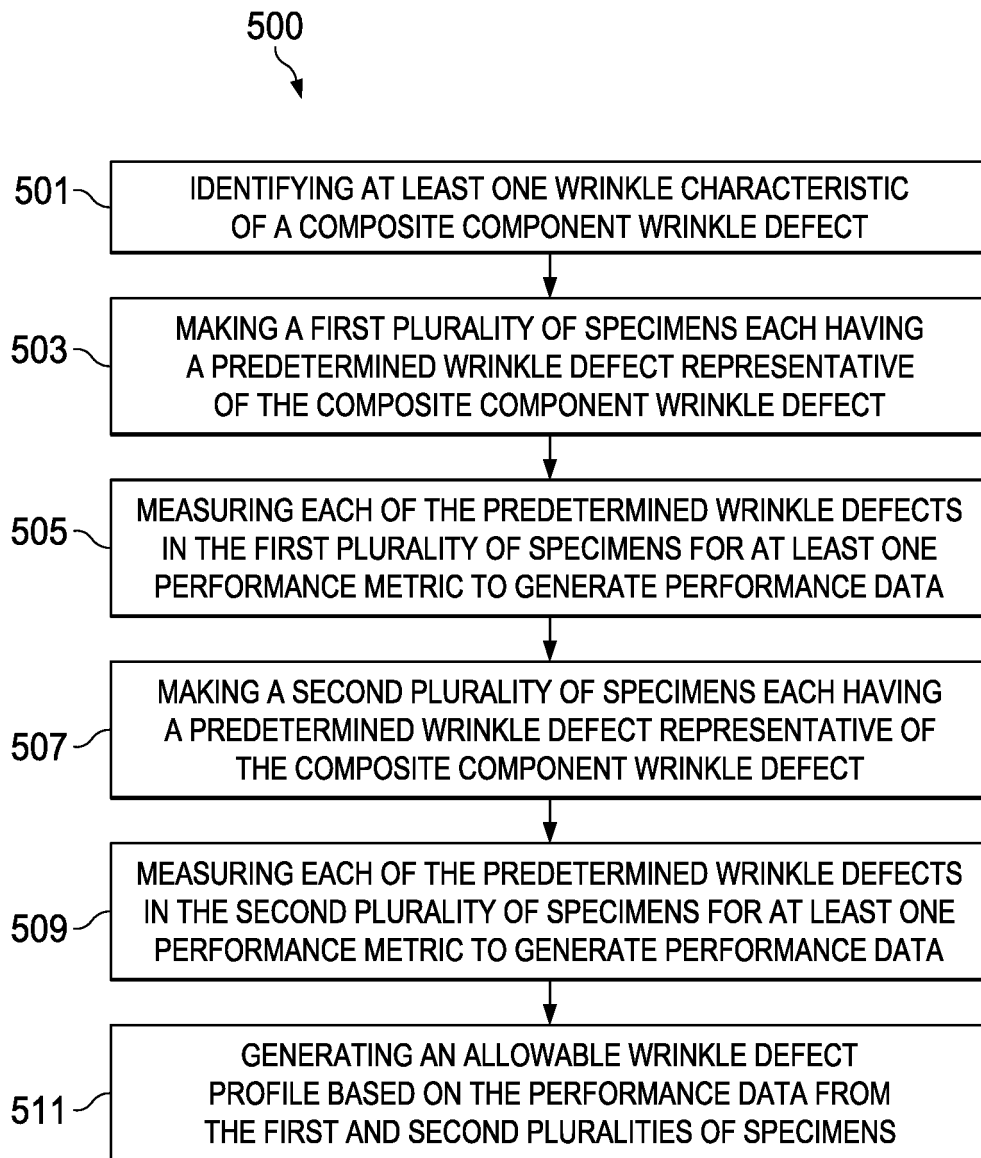 500
501
IDENTIFYING AT LEAST ONE WRINKLE CHARACTERISTIC
OF A COMPOSITE COMPONENT WRINKLE DEFECT
503
MAKING A FIRST PLURALITY OF SPECIMENS EACH HAVING
A PREDETERMINED WRINKLE DEFECT REPRESENTATIVE
OF THE COMPOSITE COMPONENT WRINKLE DEFECT
505
MEASURING EACH OF THE PREDETERMINED WRINKLE DEFECTS
IN THE FIRST PLURALITY OF SPECIMENS FOR AT LEAST ONE
PERFORMANCE METRIC TO GENERATE PERFORMANCE DATA
507
MAKING A SECOND PLURALITY OF SPECIMENS EACH HAVING
A PREDETERMINED WRINKLE DEFECT REPRESENTATIVE OF
THE COMPOSITE COMPONENT WRINKLE DEFECT
509
MEASURING EACH OF THE PREDETERMINED WRINKLE DEFECTS
IN THE SECOND PLURALITY OF SPECIMENS FOR AT LEAST ONE
PERFORMANCE METRIC TO GENERATE PERFORMANCE DATA
511
GENERATING AN ALLOWABLE WRINKLE DEFECT
PROFILE BASED ON THE PERFORMANCE DATA FROM
THE FIRST AND SECOND PLURALITIES OF SPECIMENS